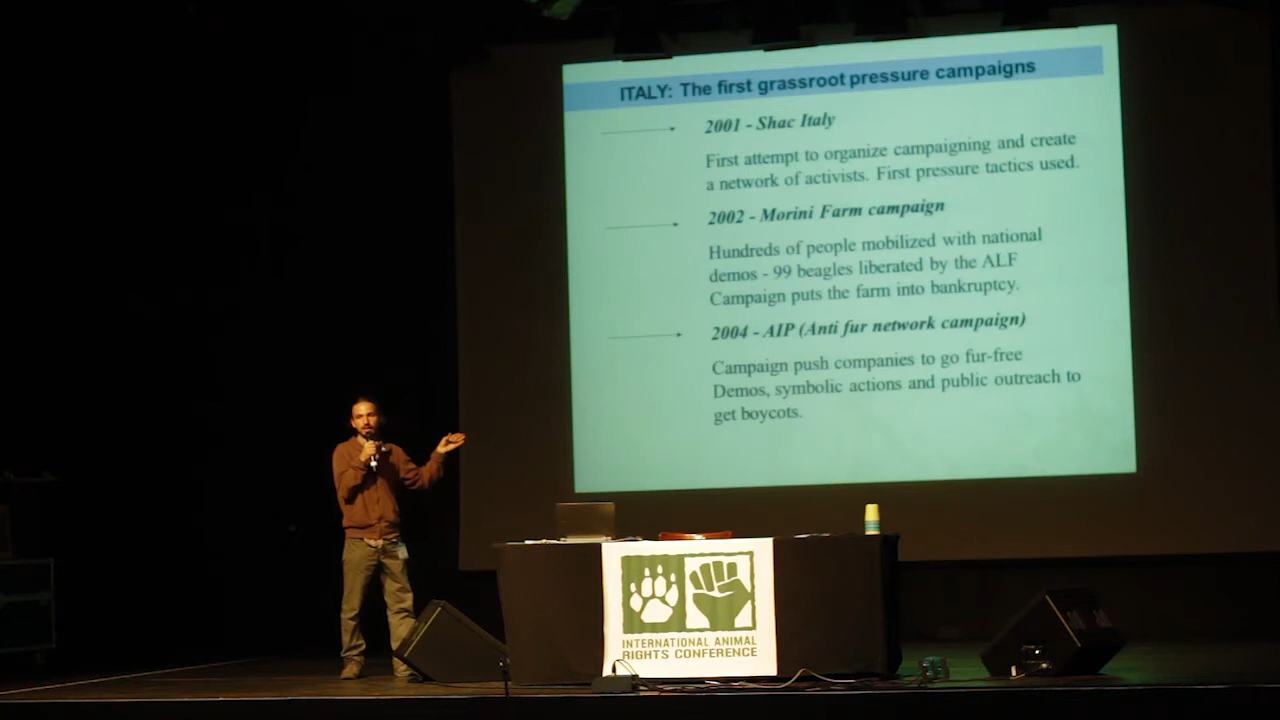 ITALY: The first grassroot pressure campaigns
2001 - Shac Italy
First attempt to organize campaigning and create
a network of activists. First pressure tactics used.
2002 - Morini Farm campaign
Hundreds of people mobilized with national
demos - 99 beagles liberated by the ALF
Campaign puts the farm into bankruptcy.
2004 - AIP (Anti fur network campaign)
Campaign push companies to go fur-free
Demos, symbolic actions and public outreach to
get boycots.
INTERNATIONAL ANIMAL
RIGHTS CONFERENCE